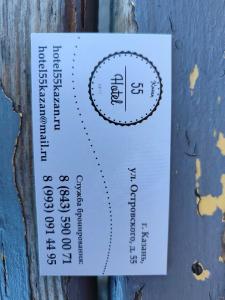 55
Hotel
г. Казань,
ул. Островского, д. 55
Служба бронирования:
8 (843) 590 00 71
8 (993) 091 44 95
hotel55kazan.ru
hotel55kazan@mail.ru